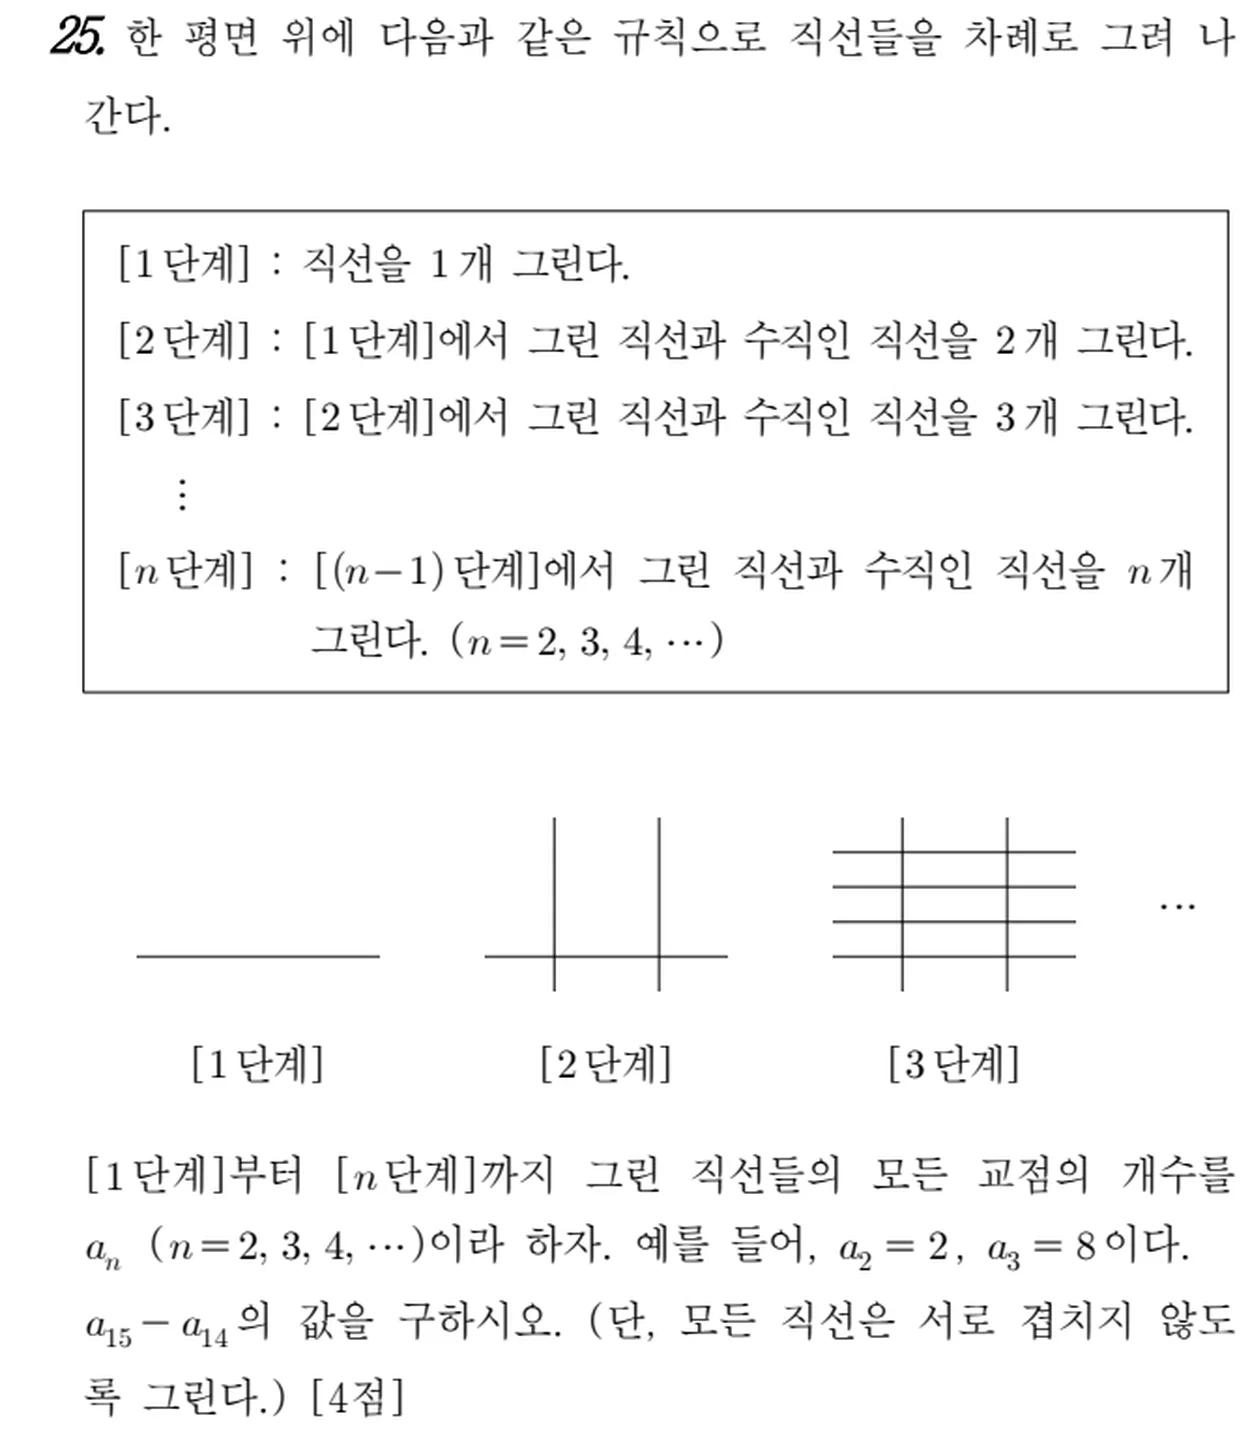 25. 한 평면 위에 다음과 같은 규칙으로 직선들을 차례로 그려 나
간다.
[1단계] : 직선을 1개 그린다.
[2단계] : [1단계]에서 그린 직선과 수직인 직선을 2개 그린다.
[3단계] : [2단계]에서 그린 직선과 수직인 직선을 3개 그린다.
⋮
[n단계] : [(n-1)단계]에서 그린 직선과 수직인 직선을 n개
그린다. (n=2, 3, 4, ⋯)
⋯
[1단계] [2단계] [3단계]
[1단계]부터 [n단계]까지 그린 직선들의 모든 교점의 개수를
aₙ (n=2, 3, 4, ⋯)이라 하자. 예를 들어, a₂ = 2, a₃ = 8이다.
a₁₅ - a₁₄의 값을 구하시오. (단, 모든 직선은 서로 겹치지 않도
록 그린다.) [4점]